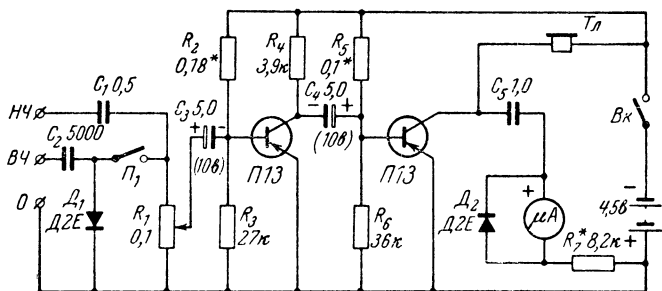 Тл
R₂ 0,18*
R₄ 3,9к
R₅ 0,1*
C₁ 0,5
C₃ 5,0
C₄ 5,0
C₅ 1,0
НЧ
C₂ 5000
+ -
- +
Вк
ВЧ
П₁
(10в)
(10в)
П13
П13
О
Д₁ Д2Е
R₁ 0,1
R₃ 27к
R₆ 36к
Д₂ Д2Е
+
μA
-
4,5в
+
R₇* 8,2к